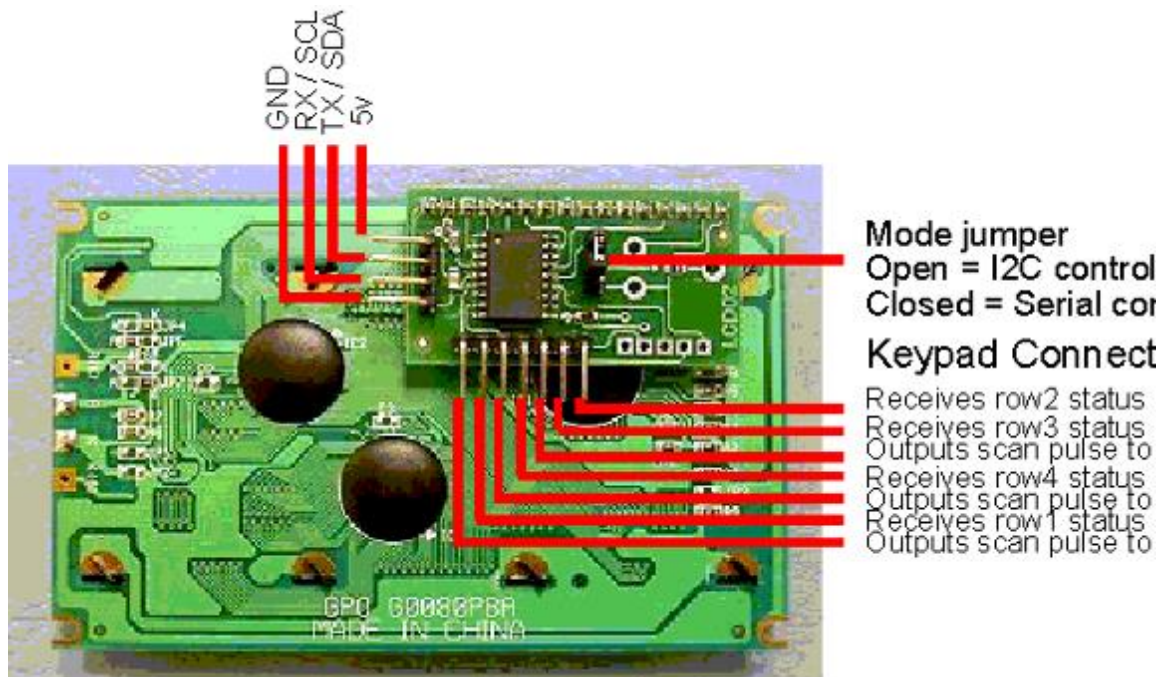 GND
RX / SCL
TX / SDA
5v
Mode jumper
Open = I2C control
Closed = Serial cor
Keypad Connect
Receives row2 status
Receives row3 status
Outputs scan pulse to
Receives row4 status
Outputs scan pulse to
Receives row1 status
Outputs scan pulse to
GPO G0080PBA
MADE IN CHINA